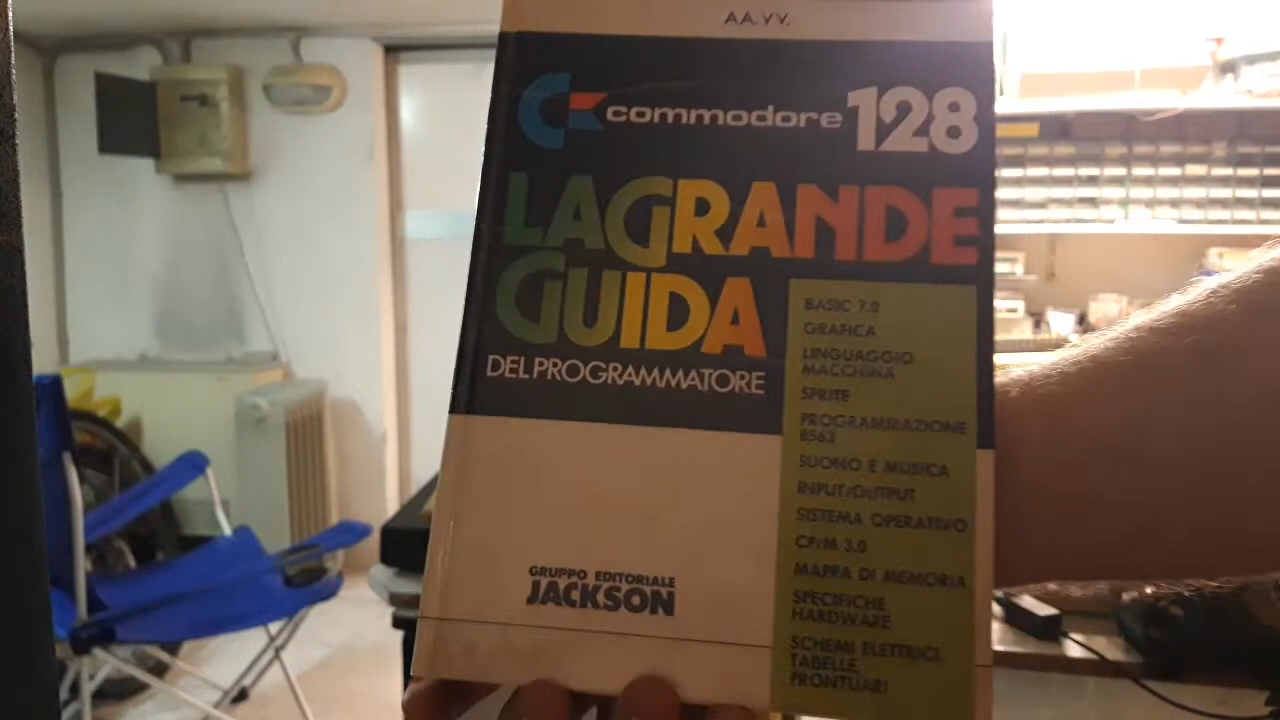 AA.VV.
commodore 128
LA GRANDE
GUIDA
DEL PROGRAMMATORE
BASIC 7.0
GRAFICA
LINGUAGGIO
MACCHINA
SPRITE
PROGRAMMAZIONE
8563
SUONO E MUSICA
INPUT/OUTPUT
SISTEMA OPERATIVO
CP/M 3.0
MAPPA DI MEMORIA
SPECIFICHE
HARDWARE
SCHEMI ELETTRICI,
TABELLE,
PRONTUARI
GRUPPO EDITORIALE
JACKSON